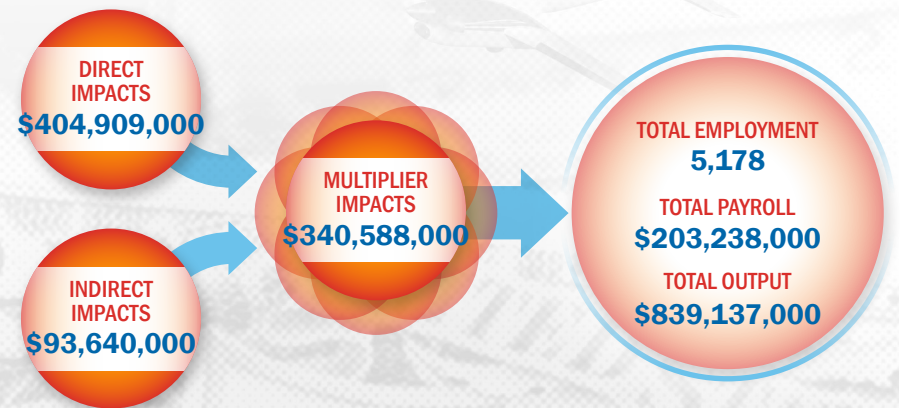 DIRECT
IMPACTS
$404,909,000
INDIRECT
IMPACTS
$93,640,000
MULTIPLIER
IMPACTS
$340,588,000
TOTAL EMPLOYMENT
5,178
TOTAL PAYROLL
$203,238,000
TOTAL OUTPUT
$839,137,000